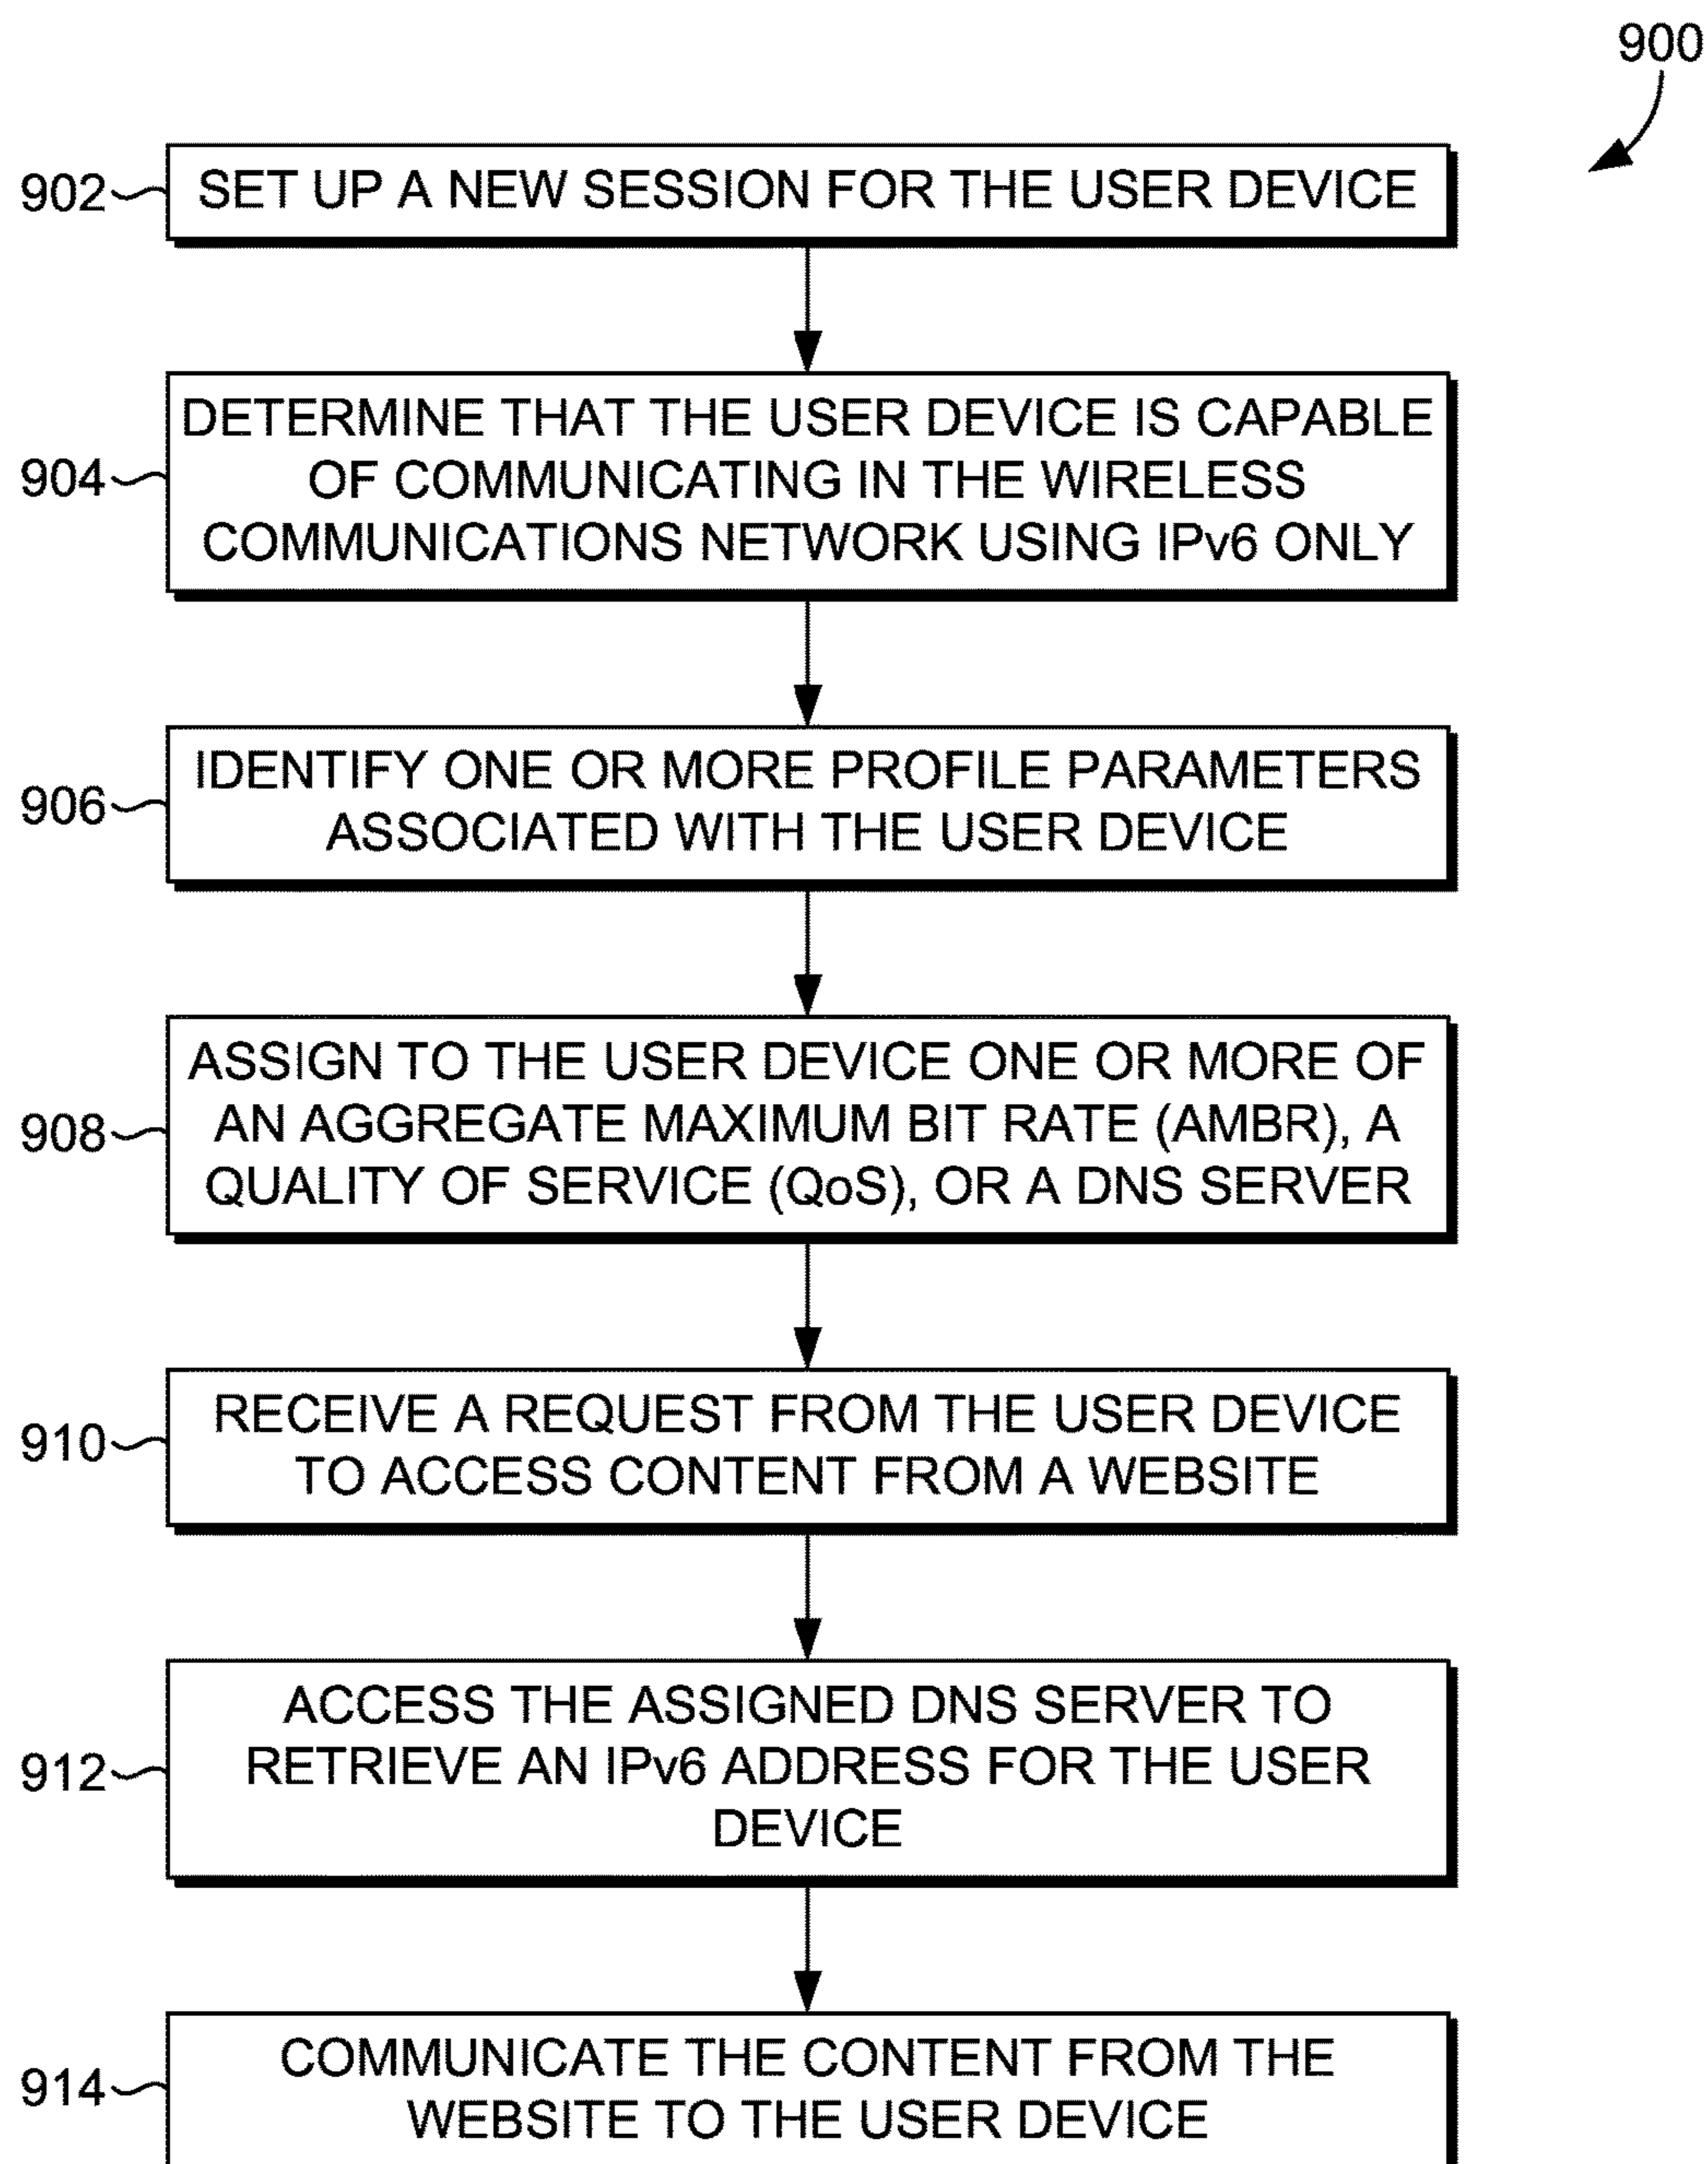 900
902
SET UP A NEW SESSION FOR THE USER DEVICE
904
DETERMINE THAT THE USER DEVICE IS CAPABLE
OF COMMUNICATING IN THE WIRELESS
COMMUNICATIONS NETWORK USING IPv6 ONLY
906
IDENTIFY ONE OR MORE PROFILE PARAMETERS
ASSOCIATED WITH THE USER DEVICE
908
ASSIGN TO THE USER DEVICE ONE OR MORE OF
AN AGGREGATE MAXIMUM BIT RATE (AMBR), A
QUALITY OF SERVICE (QoS), OR A DNS SERVER
910
RECEIVE A REQUEST FROM THE USER DEVICE
TO ACCESS CONTENT FROM A WEBSITE
912
ACCESS THE ASSIGNED DNS SERVER TO
RETRIEVE AN IPv6 ADDRESS FOR THE USER
DEVICE
914
COMMUNICATE THE CONTENT FROM THE
WEBSITE TO THE USER DEVICE